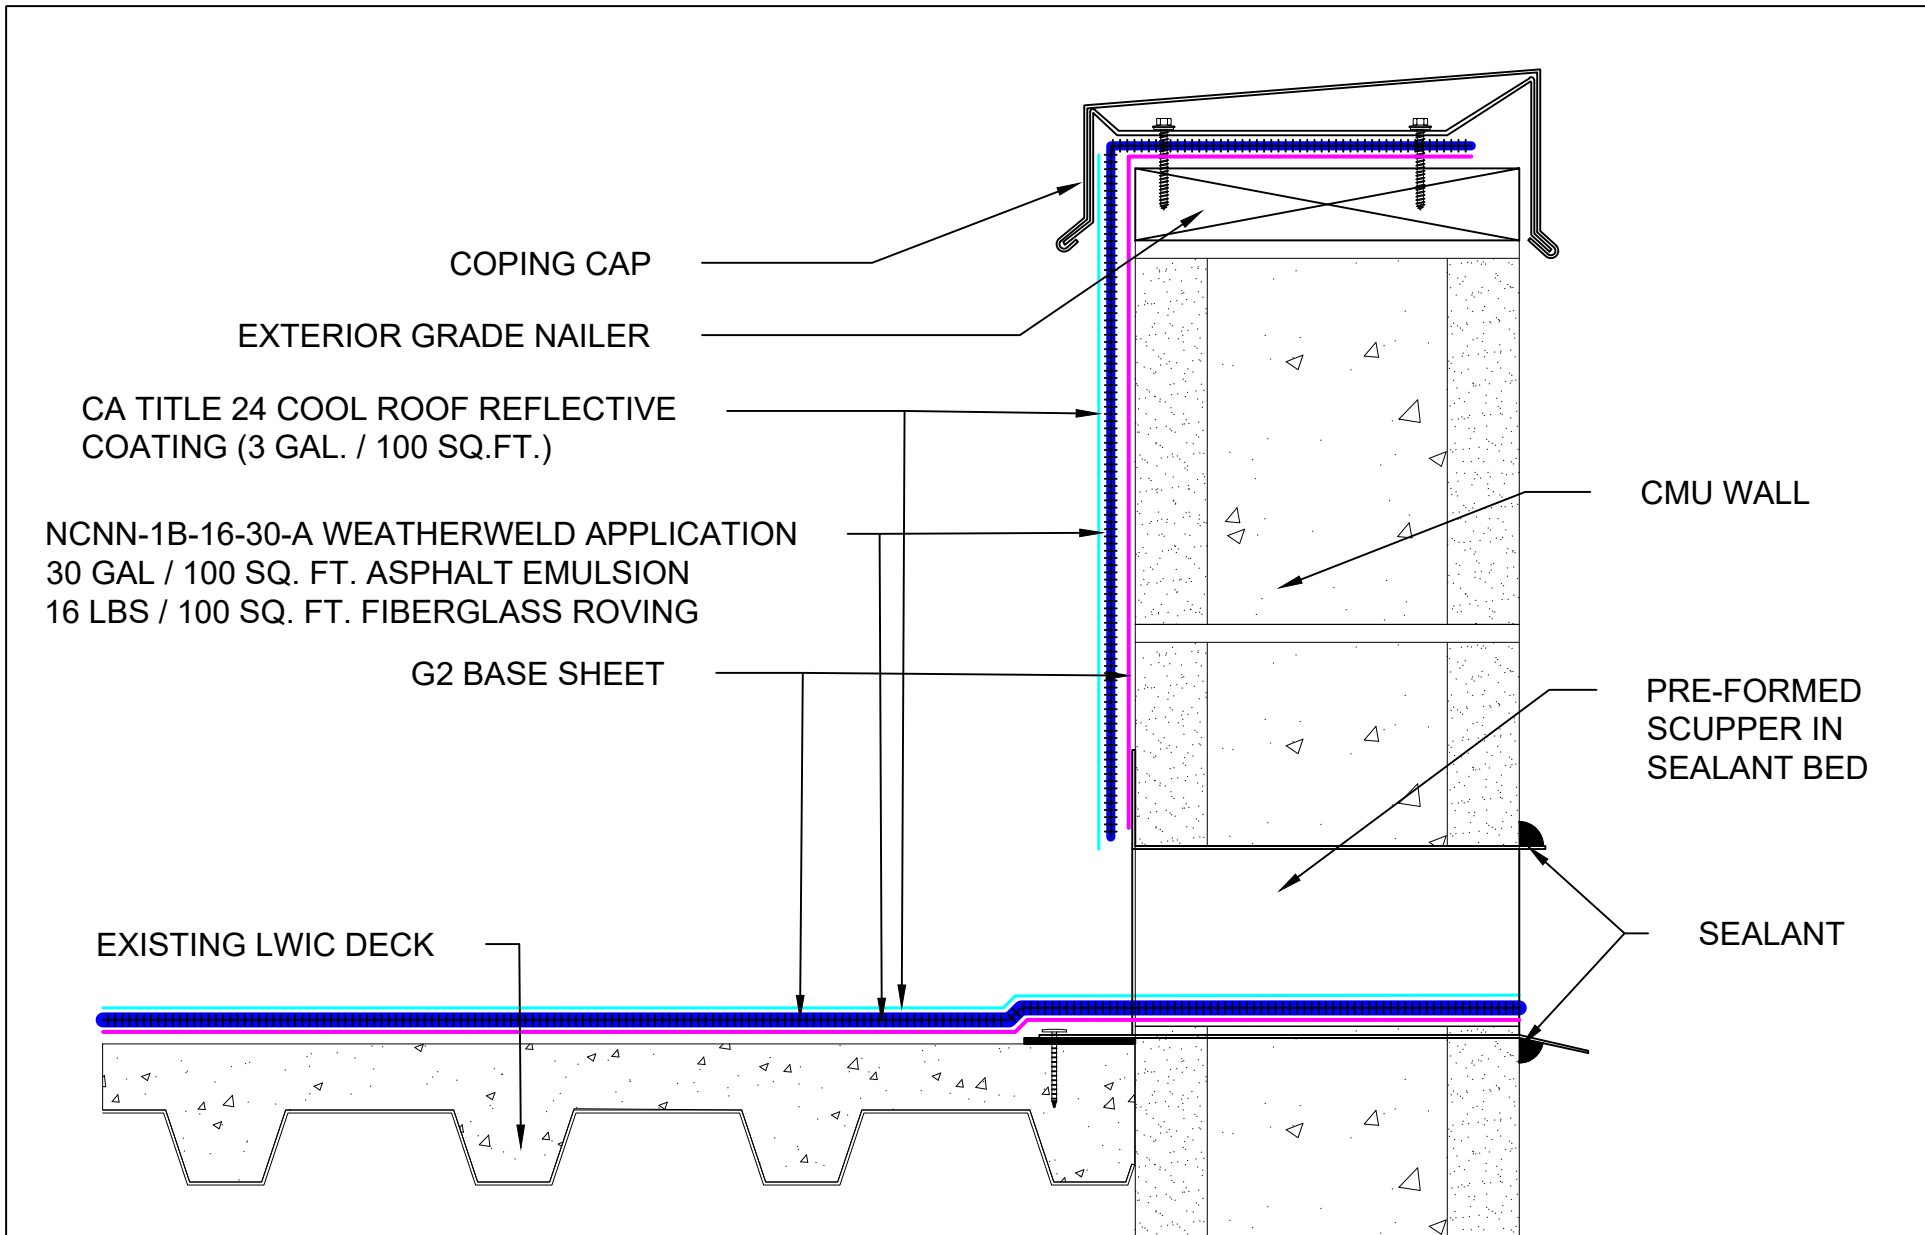 COPING CAP
EXTERIOR GRADE NAILER
CA TITLE 24 COOL ROOF REFLECTIVE
COATING (3 GAL. / 100 SQ.FT.)
NCNN-1B-16-30-A WEATHERWELD APPLICATION
30 GAL / 100 SQ. FT. ASPHALT EMULSION
16 LBS / 100 SQ. FT. FIBERGLASS ROVING
G2 BASE SHEET
EXISTING LWIC DECK
CMU WALL
PRE-FORMED
SCUPPER IN
SEALANT BED
SEALANT